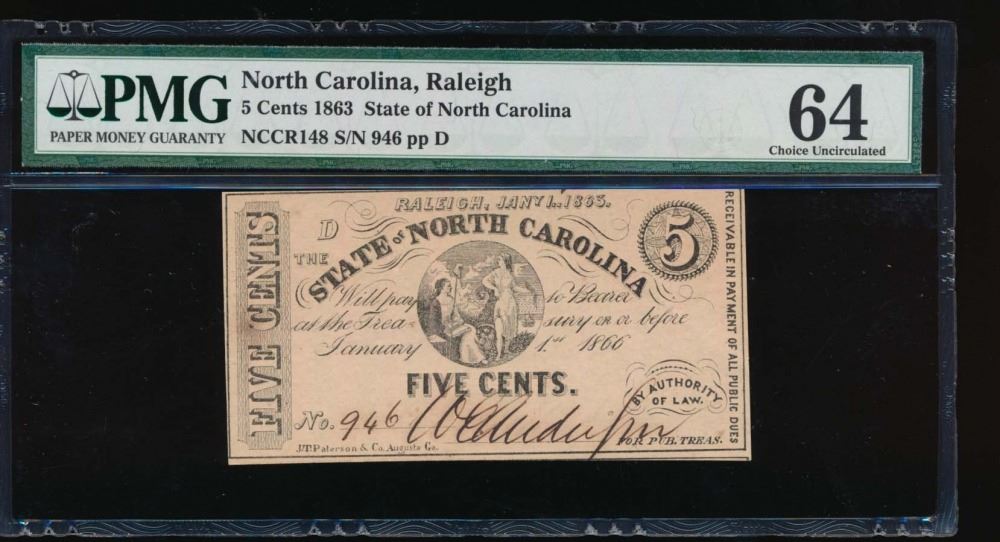 PMG
PAPER MONEY GUARANTY
North Carolina, Raleigh
5 Cents 1863 State of North Carolina
NCCR148 S/N 946 pp D
64
Choice Uncirculated
RALEIGH, JANY 1st 1863.
D
THE
STATE of NORTH CAROLINA
5
FIVE CENTS
Will pay to Bearer
at the Treasury on or before
January 1st 1866
FIVE CENTS.
BY AUTHORITY
OF LAW.
RECEIVABLE IN PAYMENT OF ALL PUBLIC DUES
No. 946
FOR PUB. TREAS.
J.T. Paterson & Co. Augusta Ga.